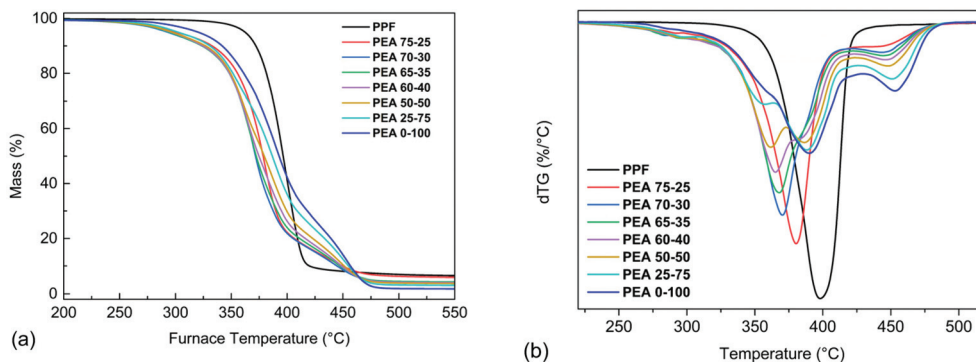 (a)
Mass (%)
100
80
60
40
20
0
PPF
PEA 75-25
PEA 70-30
PEA 65-35
PEA 60-40
PEA 50-50
PEA 25-75
PEA 0-100
200 250 300 350 400 450 500 550
Furnace Temperature (°C)
(b)
dTG (%/°C)
PPF
PEA 75-25
PEA 70-30
PEA 65-35
PEA 60-40
PEA 50-50
PEA 25-75
PEA 0-100
250 300 350 400 450 500
Temperature (°C)